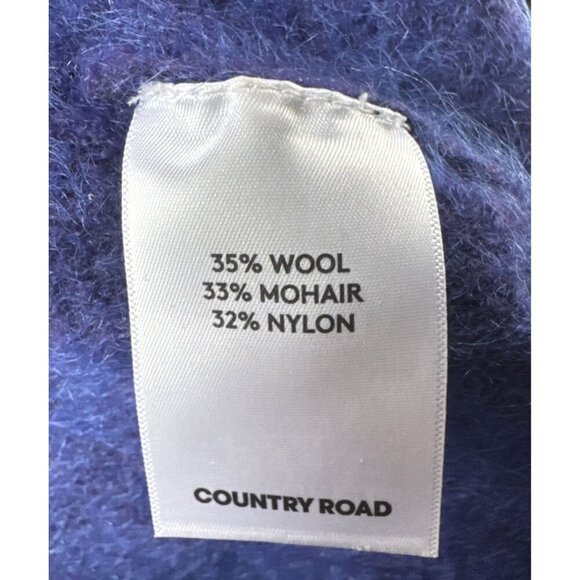 35% WOOL
33% MOHAIR
32% NYLON
COUNTRY ROAD